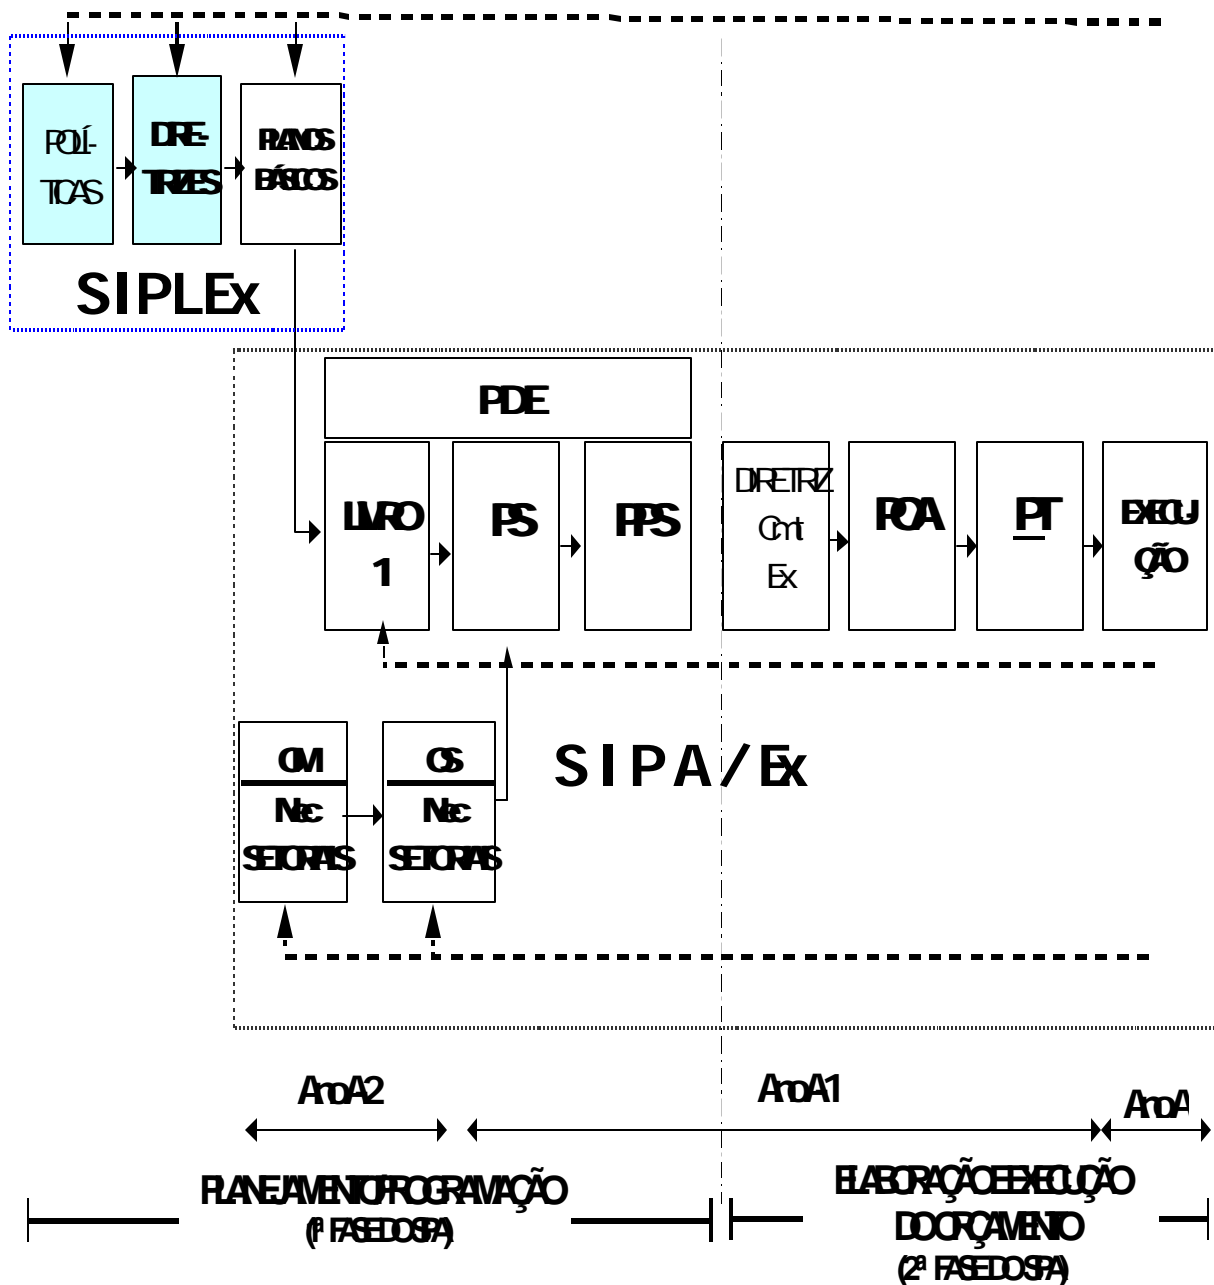 POLÍ-
TICAS
DIRE-
TRIZES
PLANOS
BÁSICOS
SIPLEx
PDE
LIVRO
1
PS
PPS
DIRETRIZ
Cmt
Ex
POA
PT
EXECU
ÇÃO
OM
Nec
SETORIAIS
OS
Nec
SETORIAIS
SIPA/Ex
Ano A2
Ano A1
Ano A
PLANEJAMENTO/PROGRAMAÇÃO
(1ª FASE DO SIPA)
ELABORAÇÃO E EXECUÇÃO
DO ORÇAMENTO
(2ª FASE DO SIPA)